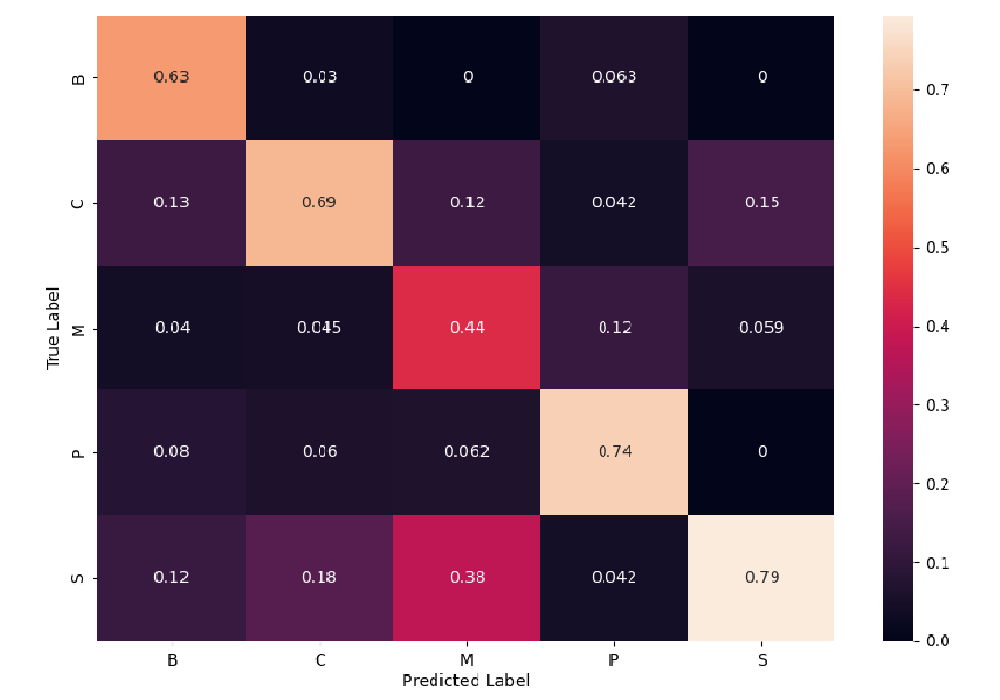 B 0.63 0.03 0 0.063 0
C 0.13 0.69 0.12 0.042 0.15
M 0.04 0.045 0.44 0.12 0.059
P 0.08 0.06 0.062 0.74 0
S 0.12 0.18 0.38 0.042 0.79
B C M P S
Predicted Label
True Label
0.7
0.6
0.5
0.4
0.3
0.2
0.1
0.0